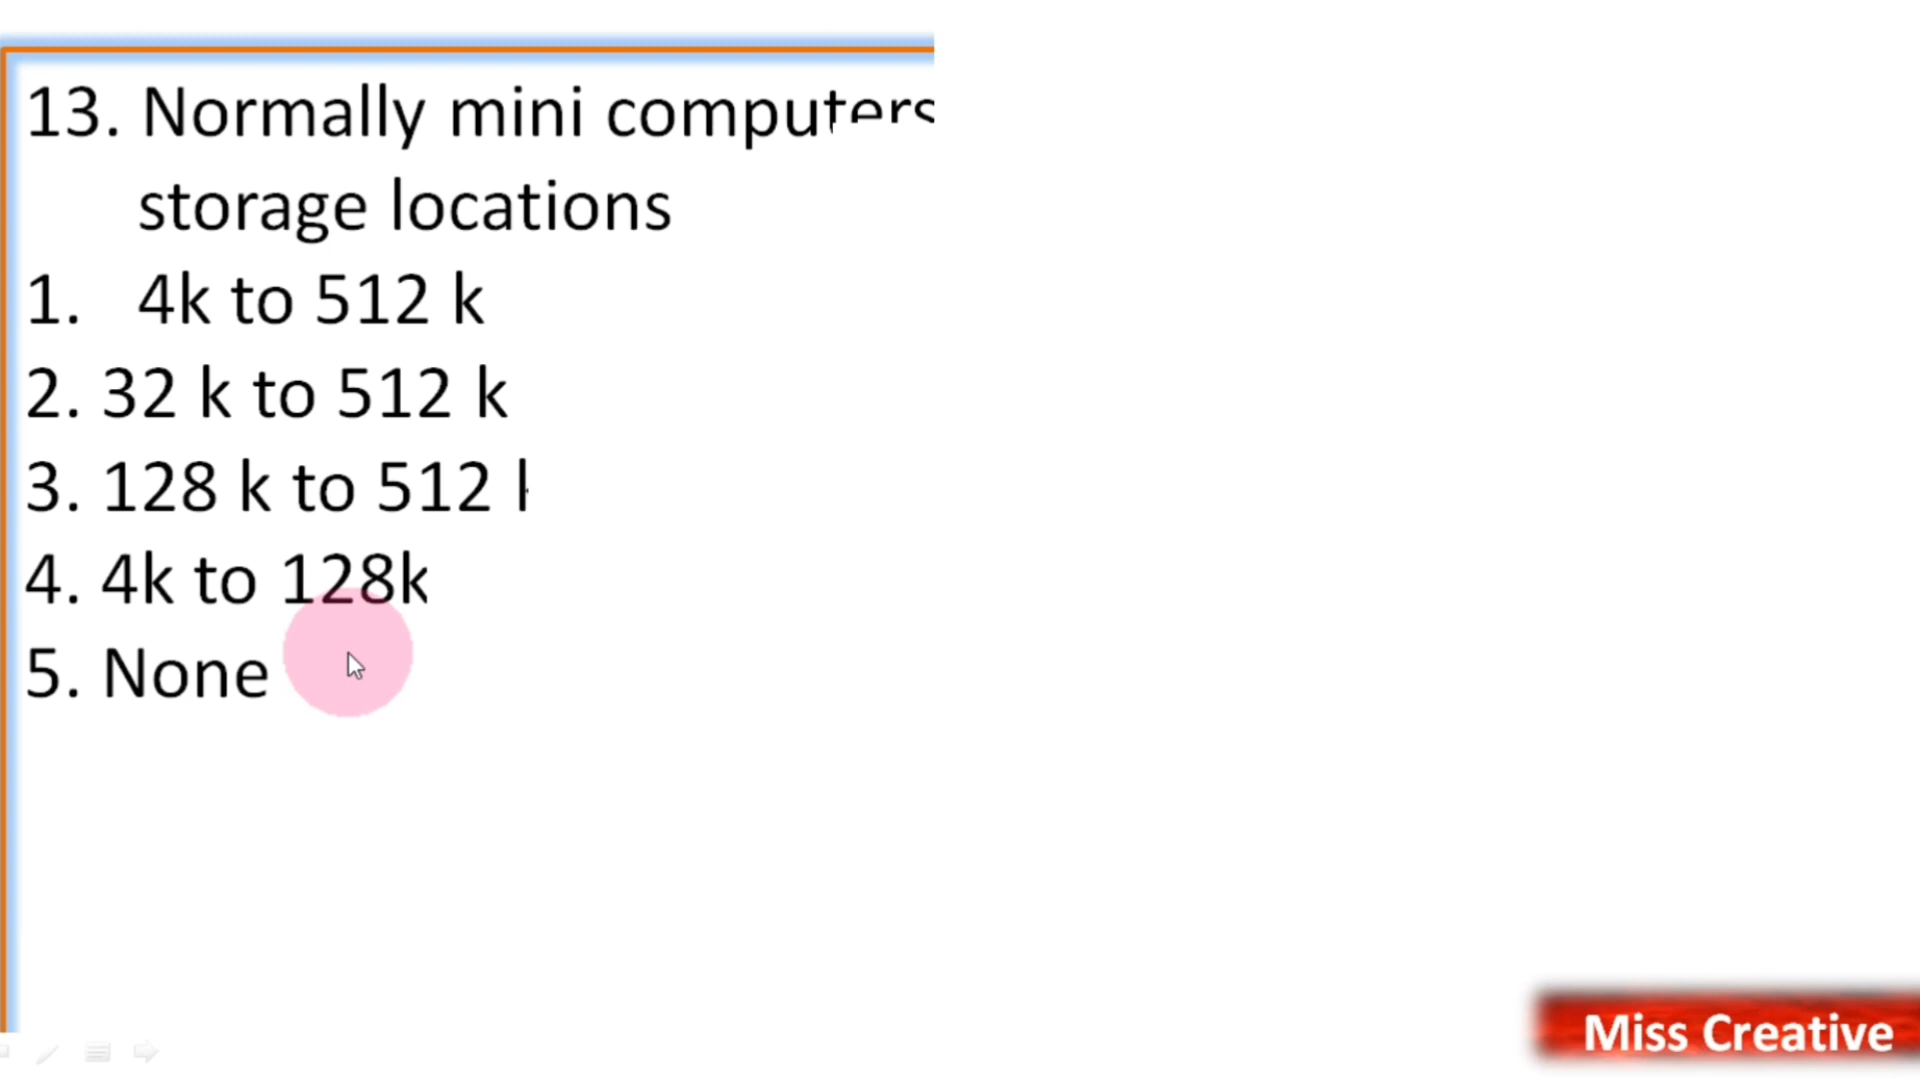 13. Normally mini computers
storage locations
1. 4k to 512 k
2. 32 k to 512 k
3. 128 k to 512
4. 4k to 128k
5. None
Miss Creative